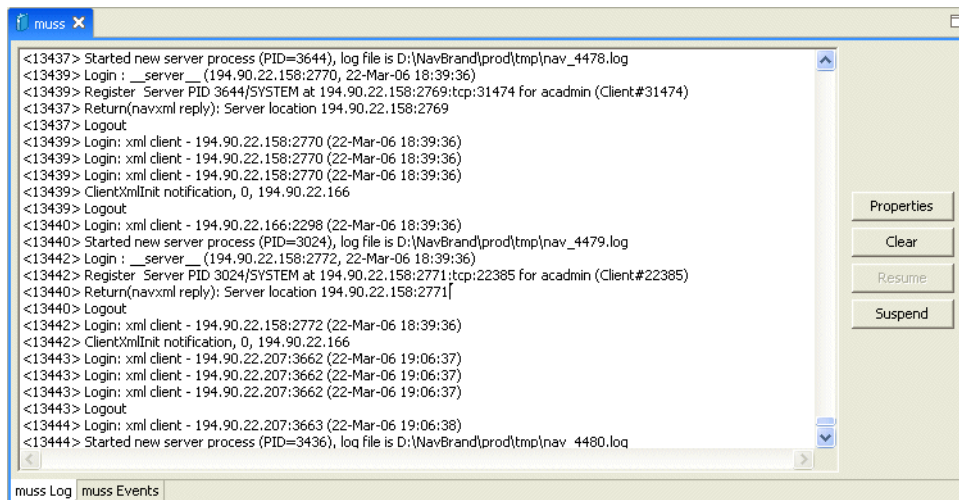 muss
<13437> Started new server process (PID=3644), log file is D:\NavBrand\prod\tmp\nav_4478.log
<13439> Login : __server__ (194.90.22.158:2770, 22-Mar-06 18:39:36)
<13439> Register  Server PID 3644/SYSTEM at 194.90.22.158:2769:tcp:31474 for acadmin (Client#31474)
<13437> Return(navxml reply): Server location 194.90.22.158:2769
<13437> Logout
<13439> Login: xml client - 194.90.22.158:2770 (22-Mar-06 18:39:36)
<13439> Login: xml client - 194.90.22.158:2770 (22-Mar-06 18:39:36)
<13439> Login: xml client - 194.90.22.158:2770 (22-Mar-06 18:39:36)
<13439> ClientXmlInit notification, 0, 194.90.22.166
<13439> Logout
<13440> Login: xml client - 194.90.22.166:2298 (22-Mar-06 18:39:36)
<13440> Started new server process (PID=3024), log file is D:\NavBrand\prod\tmp\nav_4479.log
<13442> Login : __server__ (194.90.22.158:2772, 22-Mar-06 18:39:36)
<13442> Register  Server PID 3024/SYSTEM at 194.90.22.158:2771:tcp:22385 for acadmin (Client#22385)
<13440> Return(navxml reply): Server location 194.90.22.158:2771
<13440> Logout
<13442> Login: xml client - 194.90.22.158:2772 (22-Mar-06 18:39:36)
<13442> ClientXmlInit notification, 0, 194.90.22.166
<13443> Login: xml client - 194.90.22.207:3662 (22-Mar-06 19:06:37)
<13443> Login: xml client - 194.90.22.207:3662 (22-Mar-06 19:06:37)
<13443> Login: xml client - 194.90.22.207:3662 (22-Mar-06 19:06:37)
<13443> Logout
<13444> Login: xml client - 194.90.22.207:3663 (22-Mar-06 19:06:38)
<13444> Started new server process (PID=3436), log file is D:\NavBrand\prod\tmp\nav_4480.log
Properties
Clear
Resume
Suspend
muss Log
muss Events